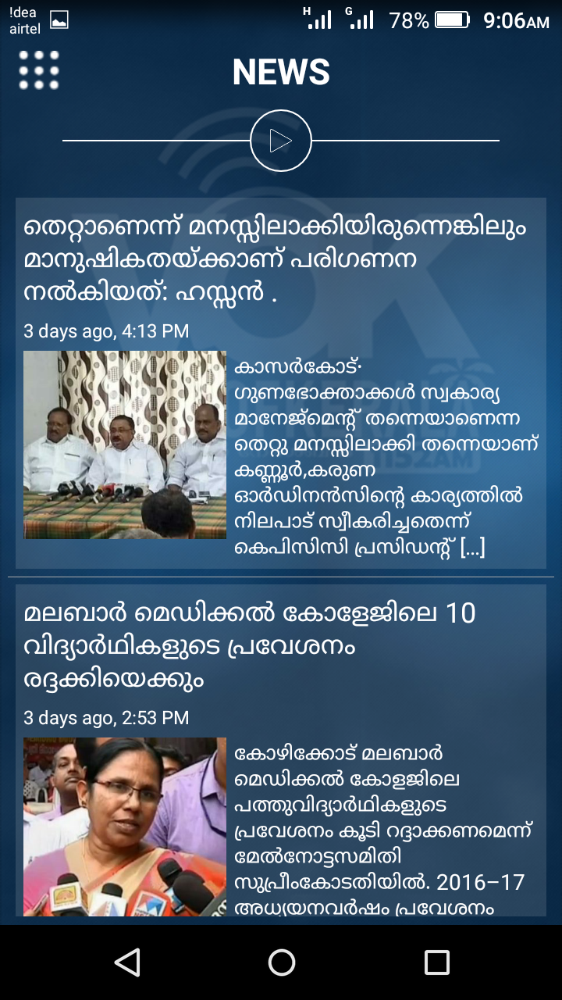 !dea
airtel
H
G
78%
9:06AM
NEWS
തെറ്റാണെന്ന് മനസ്സിലാക്കിയിരുന്നെങ്കിലും
മാനുഷികതയ്ക്കാണ് പരിഗണന
നൽകിയത്: ഹസ്സൻ .
3 days ago, 4:13 PM
കാസർകോട്∙
ഗുണഭോക്താക്കൾ സ്വകാര്യ
മാനേജ്മെന്റ് തന്നെയാണെന്ന
തെറ്റു മനസ്സിലാക്കി തന്നെയാണ്
കണ്ണൂർ,കരുണ
ഓർഡിനൻസിന്റെ കാര്യത്തിൽ
നിലപാട് സ്വീകരിച്ചതെന്ന്
കെപിസിസി പ്രസിഡന്റ് [...]
മലബാർ മെഡിക്കൽ കോളേജിലെ 10
വിദ്യാർഥികളുടെ പ്രവേശനം
രദ്ദക്കിയെക്കും
3 days ago, 2:53 PM
കോഴിക്കോട് മലബാർ
മെഡിക്കൽ കോളജിലെ
പത്തുവിദ്യാർഥികളുടെ
പ്രവേശനം കൂടി റദ്ദാക്കണമെന്ന്
മേൽനോട്ടസമിതി
സുപ്രീംകോടതിയിൽ. 2016–17
അധ്യയനവർഷം പ്രവേശനം
VOK
KERALA
1152AM